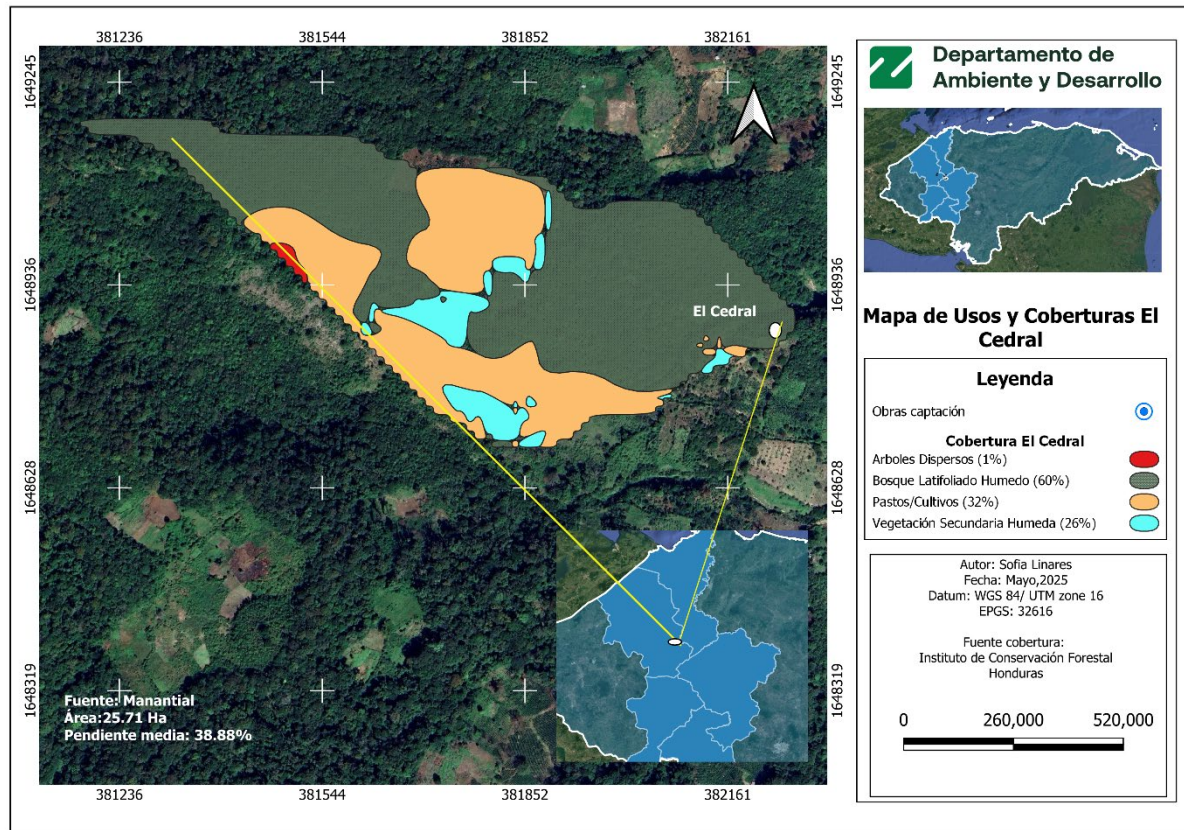 381236 381544 381852 382161
1649245 1649245
1648936 1648936
1648628 1648628
1648319 1648319
El Cedral
Fuente: Manantial
Área:25.71 Ha
Pendiente media: 38.88%
381236 381544 381852 382161
Departamento de
Ambiente y Desarrollo
Mapa de Usos y Coberturas El
Cedral
Leyenda
Obras captación
Cobertura El Cedral
Arboles Dispersos (1%)
Bosque Latifoliado Humedo (60%)
Pastos/Cultivos (32%)
Vegetación Secundaria Humeda (26%)
Autor: Sofia Linares
Fecha: Mayo,2025
Datum: WGS 84/ UTM zone 16
EPGS: 32616
Fuente cobertura:
Instituto de Conservación Forestal
Honduras
0 260,000 520,000